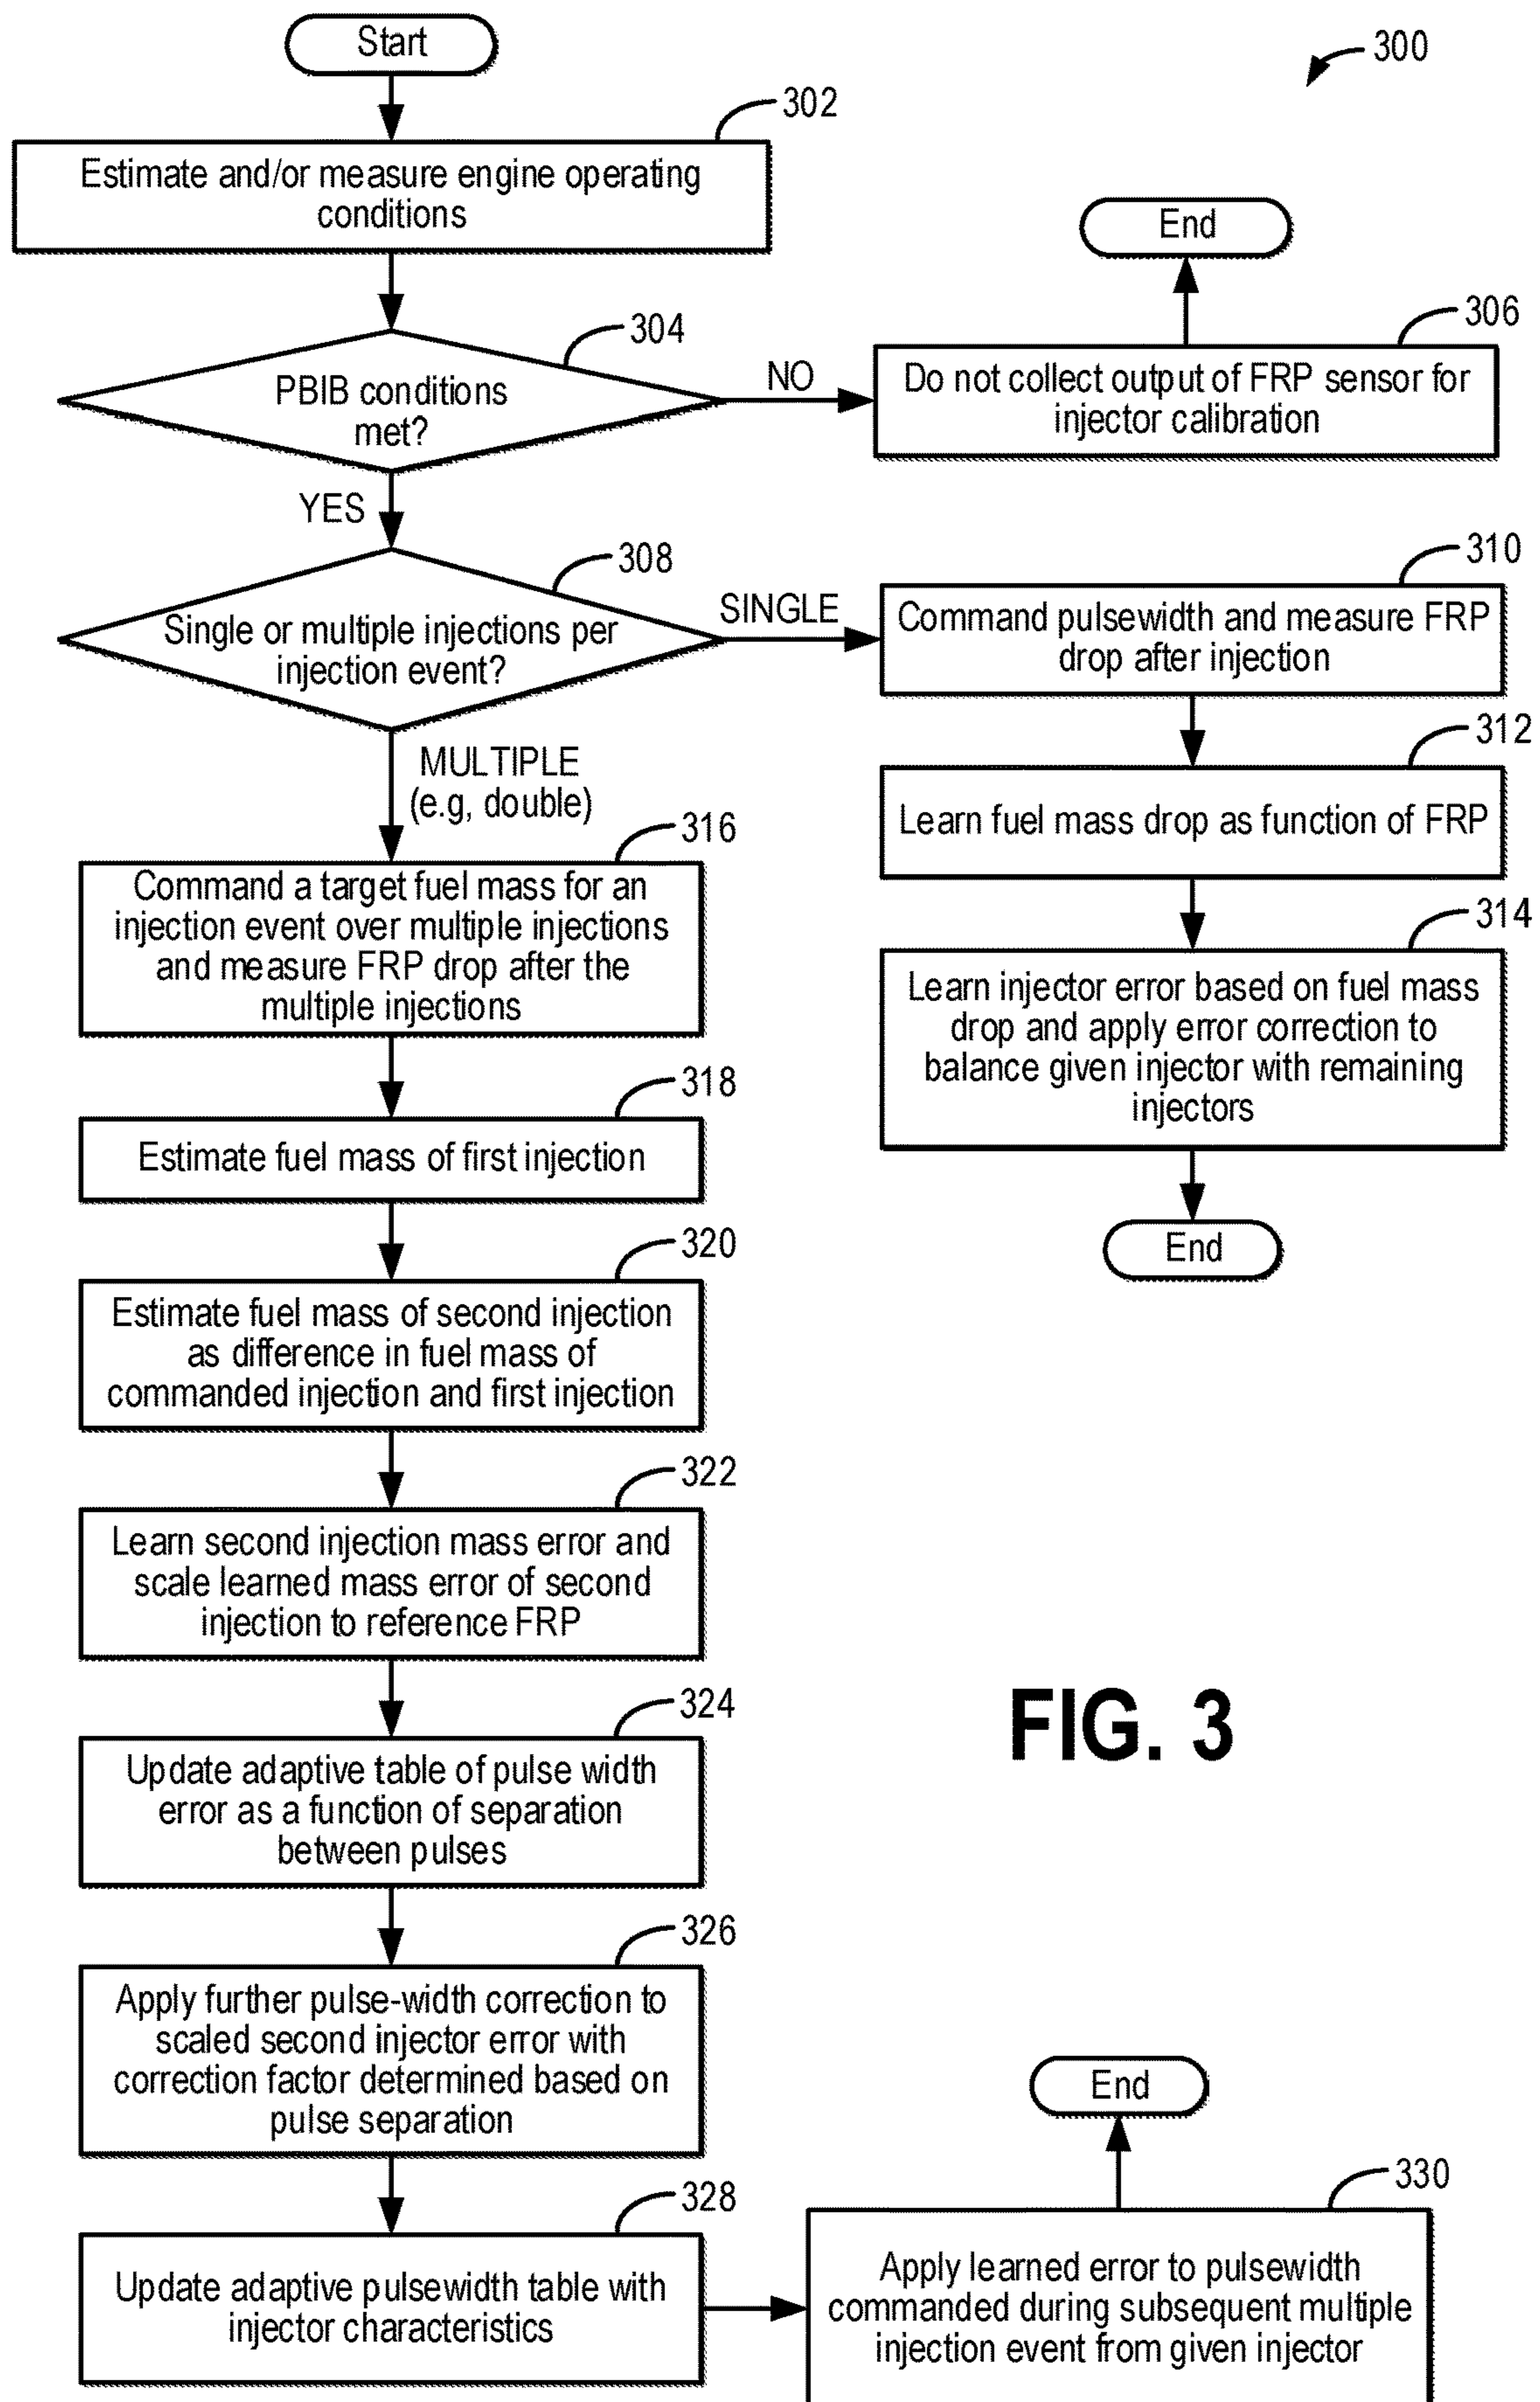 Start
300
302
Estimate and/or measure engine operating
conditions
End
304
PBIB conditions
met?
NO
306
Do not collect output of FRP sensor for
injector calibration
YES
308
Single or multiple injections per
injection event?
SINGLE
310
Command pulsewidth and measure FRP
drop after injection
312
Learn fuel mass drop as function of FRP
314
Learn injector error based on fuel mass
drop and apply error correction to
balance given injector with remaining
injectors
End
MULTIPLE
(e.g, double)
316
Command a target fuel mass for an
injection event over multiple injections
and measure FRP drop after the
multiple injections
318
Estimate fuel mass of first injection
320
Estimate fuel mass of second injection
as difference in fuel mass of
commanded injection and first injection
322
Learn second injection mass error and
scale learned mass error of second
injection to reference FRP
324
Update adaptive table of pulse width
error as a function of separation
between pulses
FIG. 3
326
Apply further pulse-width correction to
scaled second injector error with
correction factor determined based on
pulse separation
328
Update adaptive pulsewidth table with
injector characteristics
End
330
Apply learned error to pulsewidth
commanded during subsequent multiple
injection event from given injector